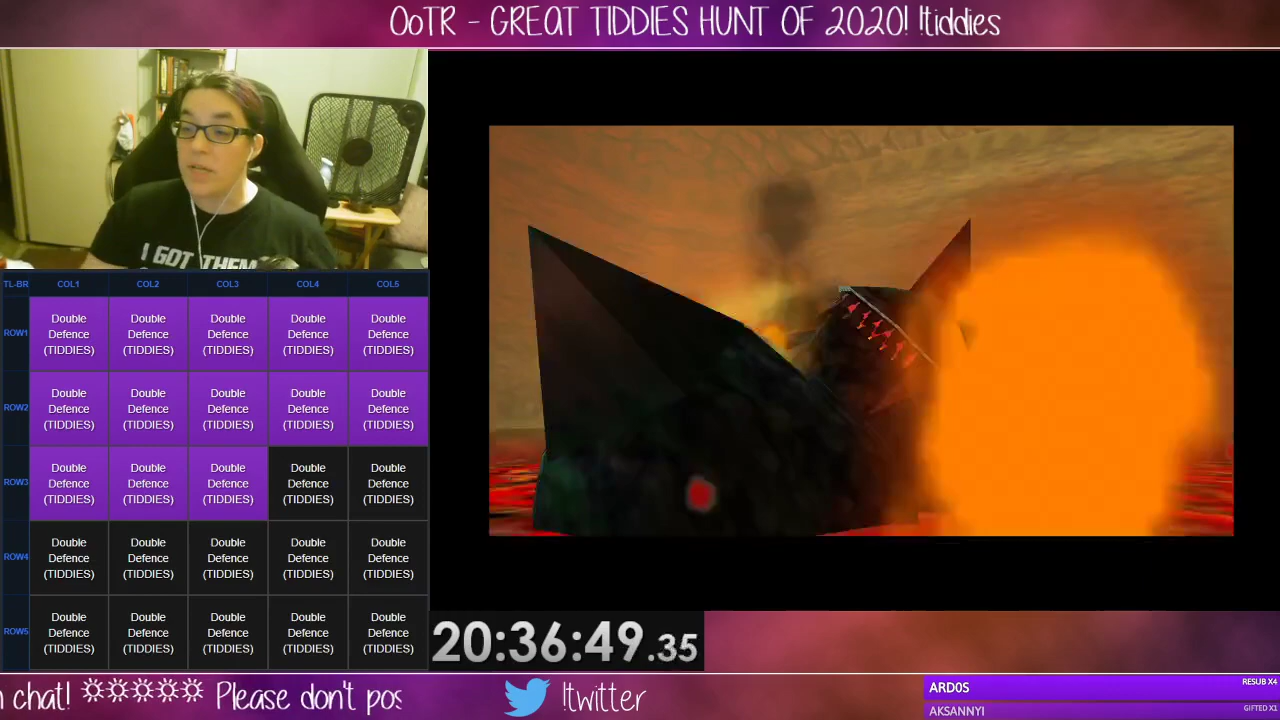 OoTR - GREAT TIDDIES HUNT OF 2020! !tiddies
I GOT THEM
TL-BR COL1 COL2 COL3 COL4 COL5
ROW1
Double Double Double Double Double
Defence Defence Defence Defence Defence
(TIDDIES) (TIDDIES) (TIDDIES) (TIDDIES) (TIDDIES)
ROW2
Double Double Double Double Double
Defence Defence Defence Defence Defence
(TIDDIES) (TIDDIES) (TIDDIES) (TIDDIES) (TIDDIES)
ROW3
Double Double Double Double Double
Defence Defence Defence Defence Defence
(TIDDIES) (TIDDIES) (TIDDIES) (TIDDIES) (TIDDIES)
ROW4
Double Double Double Double Double
Defence Defence Defence Defence Defence
(TIDDIES) (TIDDIES) (TIDDIES) (TIDDIES) (TIDDIES)
ROW5
Double Double Double Double Double
Defence Defence Defence Defence Defence
(TIDDIES) (TIDDIES) (TIDDIES) (TIDDIES) (TIDDIES)
20:36:49.35
n chat! Please don't pos
!twitter
ARD0S RESUB X4
AKSANNYI GIFTED X1